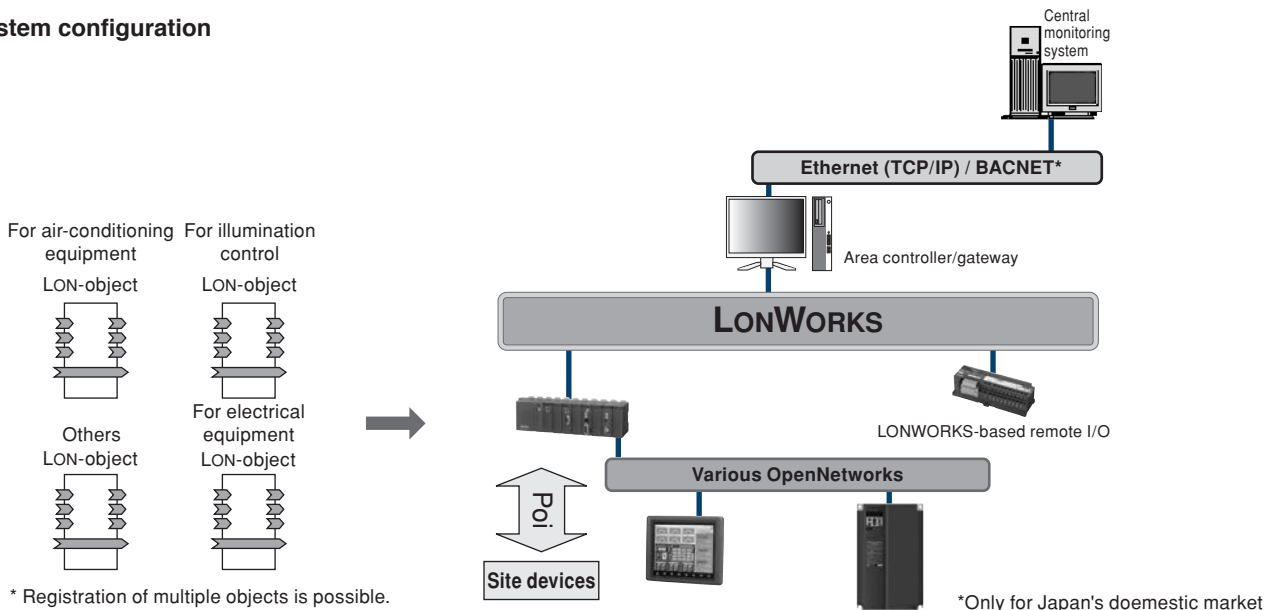 stem configuration
Central
monitoring
system
Ethernet (TCP/IP) / BACNET*
Area controller/gateway
LONWORKS
For air-conditioning
equipment
LON-object
For illumination
control
LON-object
Others
LON-object
For electrical
equipment
LON-object
LONWORKS-based remote I/O
Various OpenNetworks
Poi
Site devices
* Registration of multiple objects is possible.
*Only for Japan's doemestic market